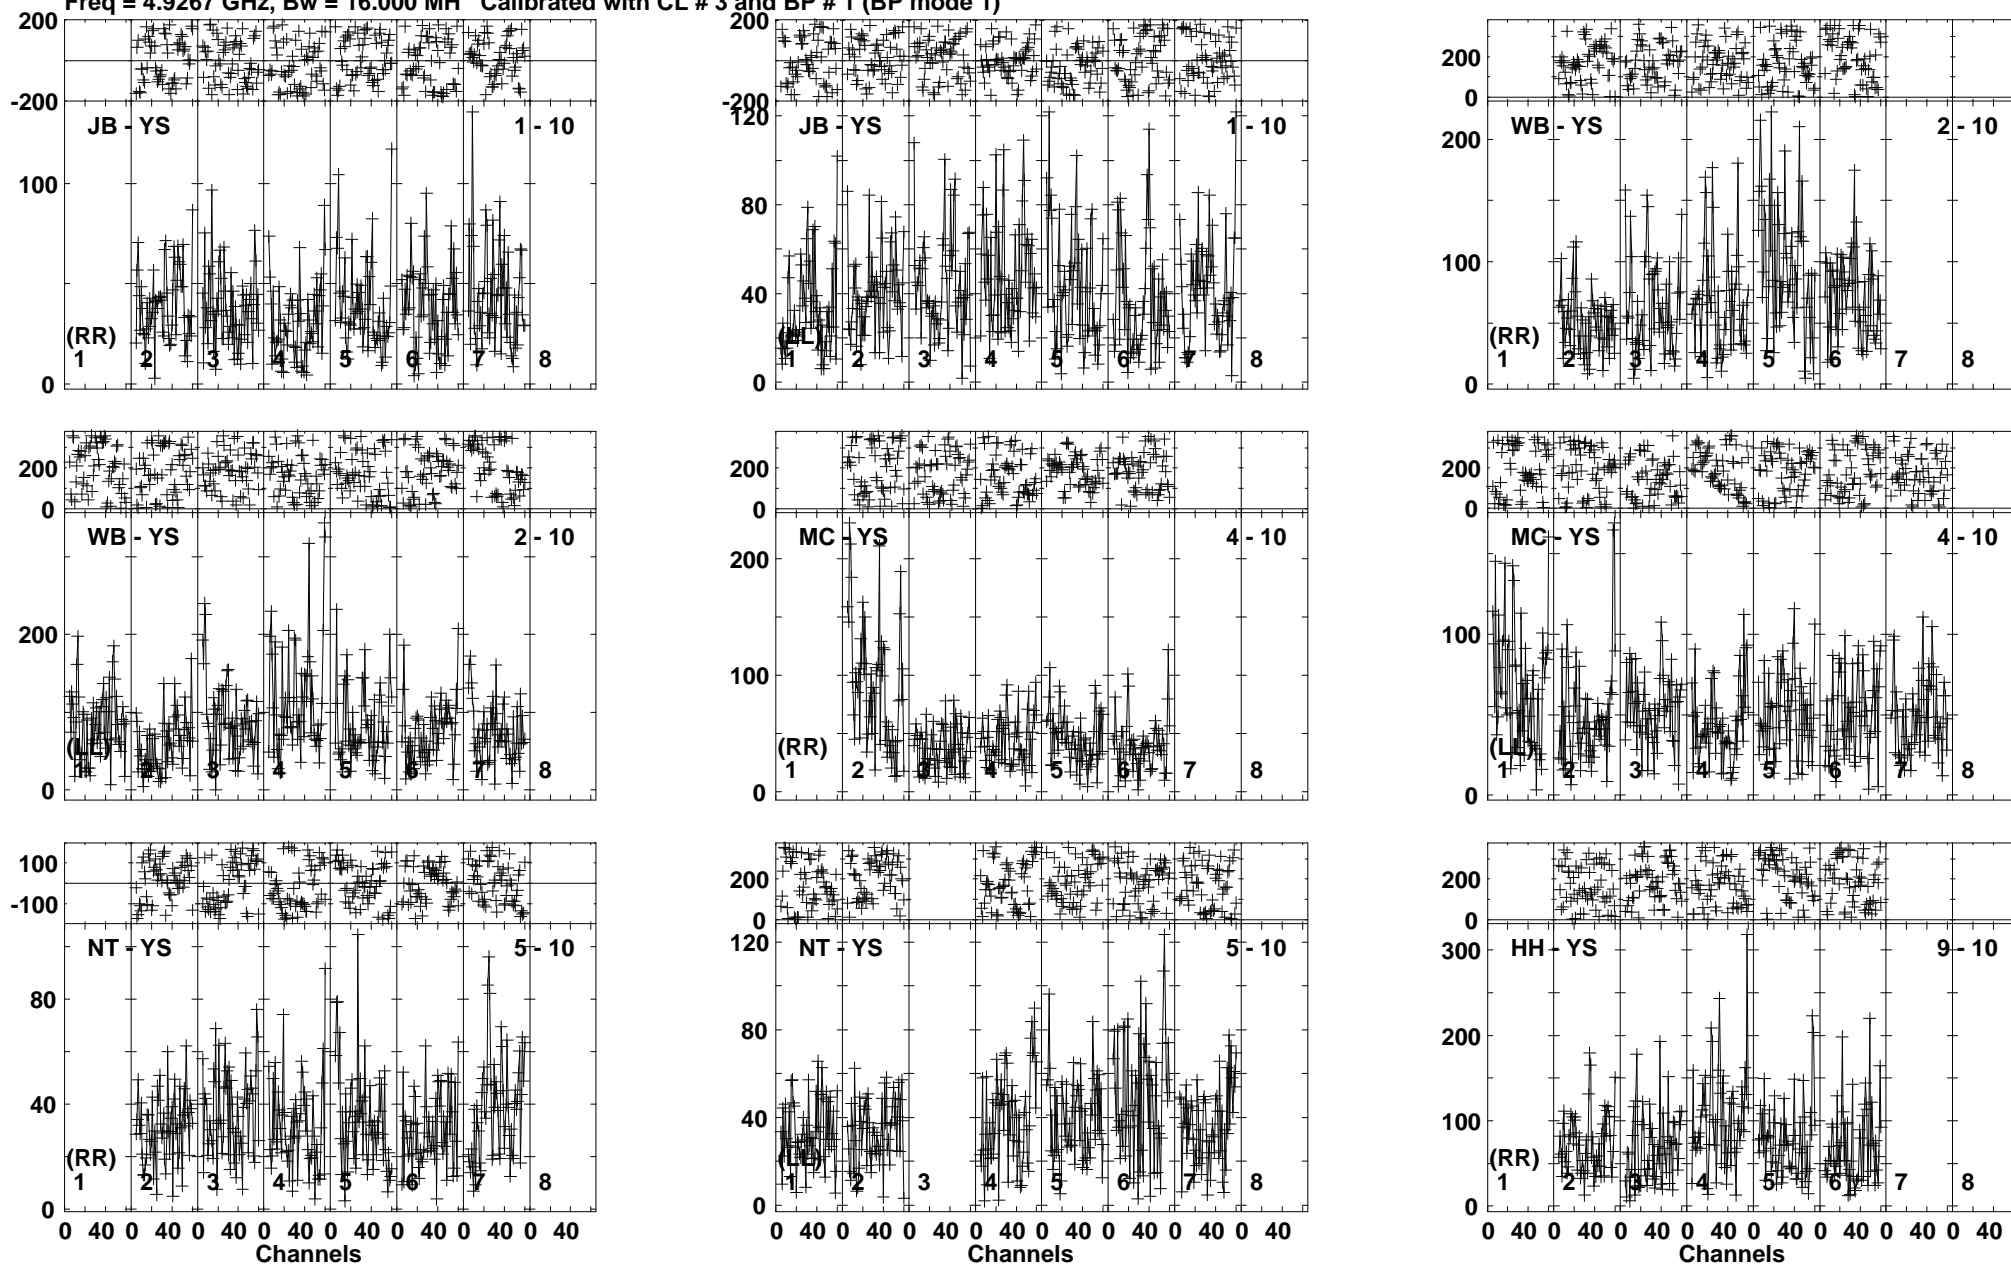 Freq = 4.9267 GHz, Bw = 16.000 MH Calibrated with CL # 3 and BP # 1 (BP mode 1)
200
-200
JB - YS 1 - 10
100
0
(RR)
1 2 3 4 5 6 7 8
200
-200
120
JB - YS 1 - 10
80
40
0
(LL)
1 2 3 4 5 6 7 8
200
0
WB - YS 2 - 10
200
100
0
(RR)
1 2 3 4 5 6 7 8
200
0
WB - YS 2 - 10
200
0
(LL)
1 2 3 4 5 6 7 8
200
0
MC - YS 4 - 10
200
100
0
(RR)
1 2 3 4 5 6 7 8
200
0
MC - YS 4 - 10
100
0
(LL)
1 2 3 4 5 6 7 8
100
-100
NT - YS 5 - 10
80
40
0
(RR)
1 2 3 4 5 6 7 8
0 40 0 40 0 40 0 40 0 40 0 40 0 40 0 40
Channels
200
0
120
NT - YS 5 - 10
80
40
0
(LL)
1 2 3 4 5 6 7 8
0 40 0 40 0 40 0 40 0 40 0 40 0 40 0 40
Channels
200
0
HH - YS 9 - 10
300
200
100
0
(RR)
1 2 3 4 5 6 7 8
0 40 0 40 0 40 0 40 0 40 0 40 0 40 0 40
Channels